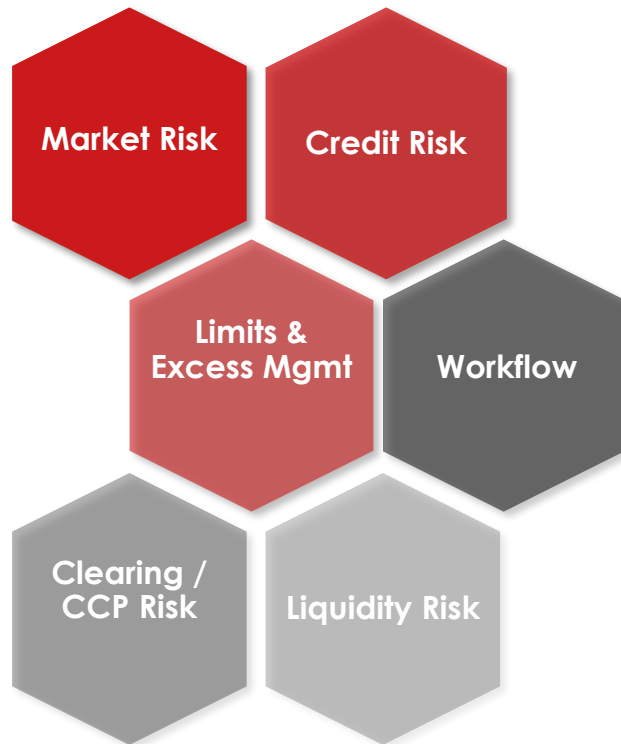 Market Risk
Credit Risk
Limits &
Excess Mgmt
Workflow
Clearing /
CCP Risk
Liquidity Risk